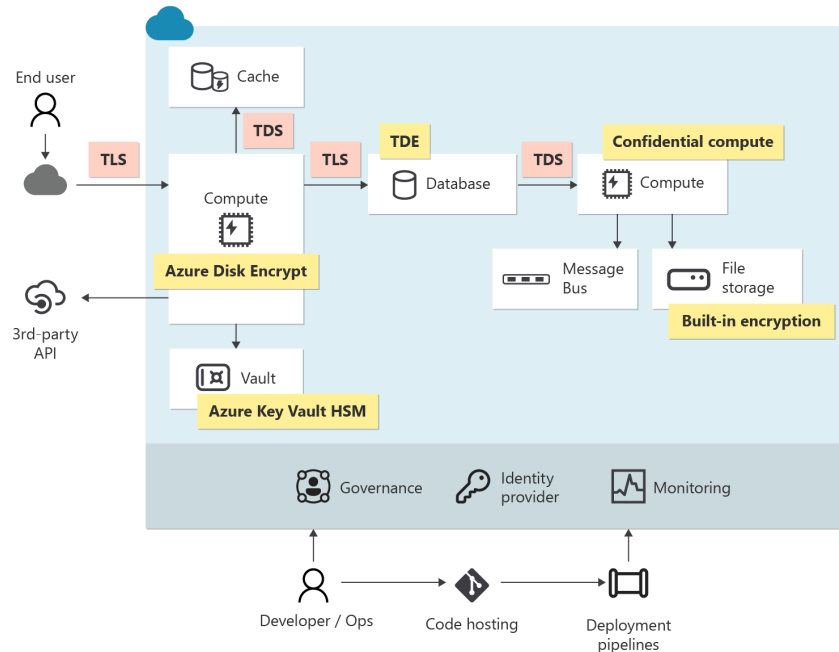 End user
Cache
TLS
TDS
TLS
TDE
TDS
Confidential compute
Compute
Database
Compute
Azure Disk Encrypt
Message
Bus
File
storage
Built-in encryption
3rd-party
API
Vault
Azure Key Vault HSM
Governance
Identity
provider
Monitoring
Developer / Ops
Code hosting
Deployment
pipelines